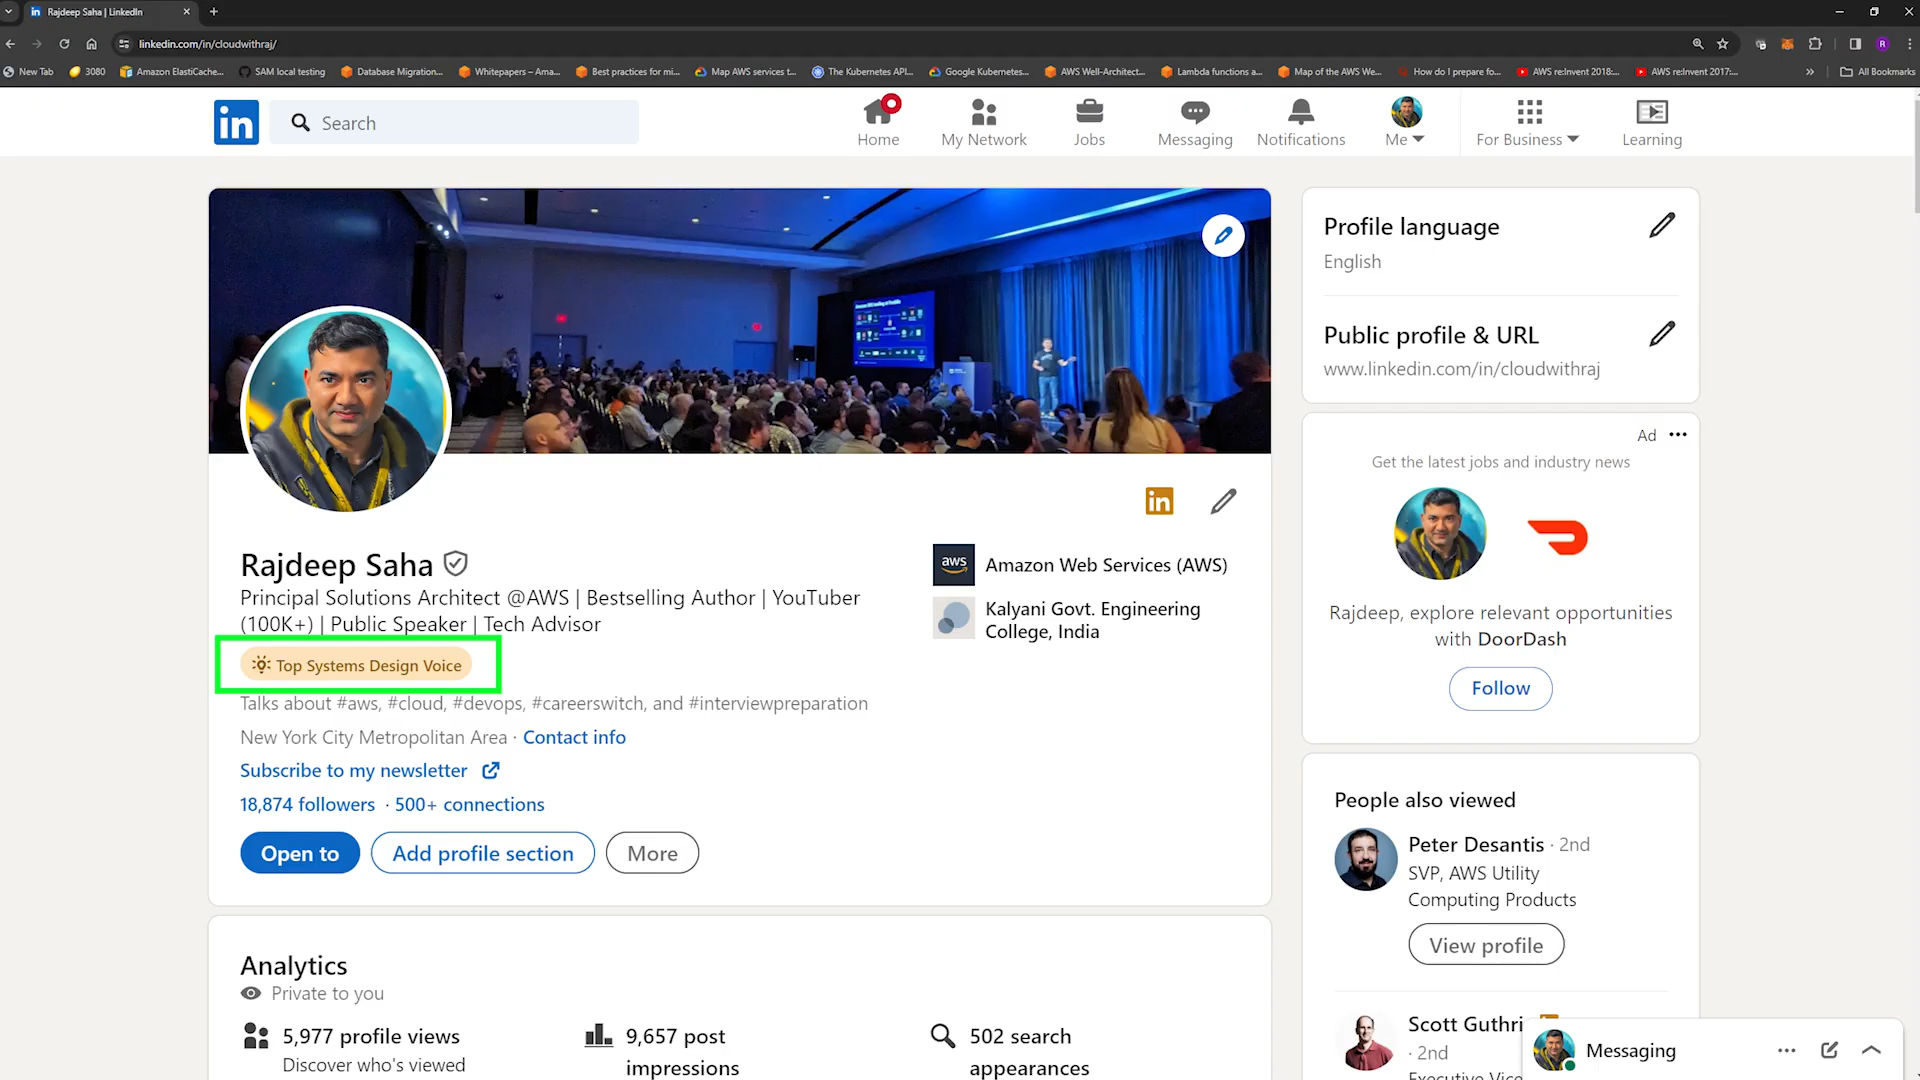 Rajdeep Saha | LinkedIn
linkedin.com/in/cloudwithraj/
New Tab
3080
Amazon ElastiCache...
SAM local testing
Database Migration...
Whitepapers – Ama...
Best practices for mi...
Map AWS services t...
The Kubernetes API...
Google Kubernetes...
AWS Well-Architect...
Lambda functions a...
Map of the AWS We...
How do I prepare fo...
AWS re:Invent 2018:...
AWS re:Invent 2017:...
All Bookmarks
R
in
Search
Home
My Network
Jobs
Messaging
Notifications
Me
For Business
Learning
Profile language
English
Public profile & URL
www.linkedin.com/in/cloudwithraj
in
Rajdeep Saha
Principal Solutions Architect @AWS | Bestselling Author | YouTuber
(100K+) | Public Speaker | Tech Advisor
Top Systems Design Voice
Talks about #aws, #cloud, #devops, #careerswitch, and #interviewpreparation
New York City Metropolitan Area · Contact info
Subscribe to my newsletter
18,874 followers · 500+ connections
Open to
Add profile section
More
aws
Amazon Web Services (AWS)
Kalyani Govt. Engineering
College, India
Ad
Get the latest jobs and industry news
Rajdeep, explore relevant opportunities
with DoorDash
Follow
People also viewed
Peter Desantis · 2nd
SVP, AWS Utility
Computing Products
View profile
Scott Guthri
· 2nd
Executive Vice
Analytics
Private to you
5,977 profile views
Discover who's viewed
9,657 post
impressions
502 search
appearances
Messaging